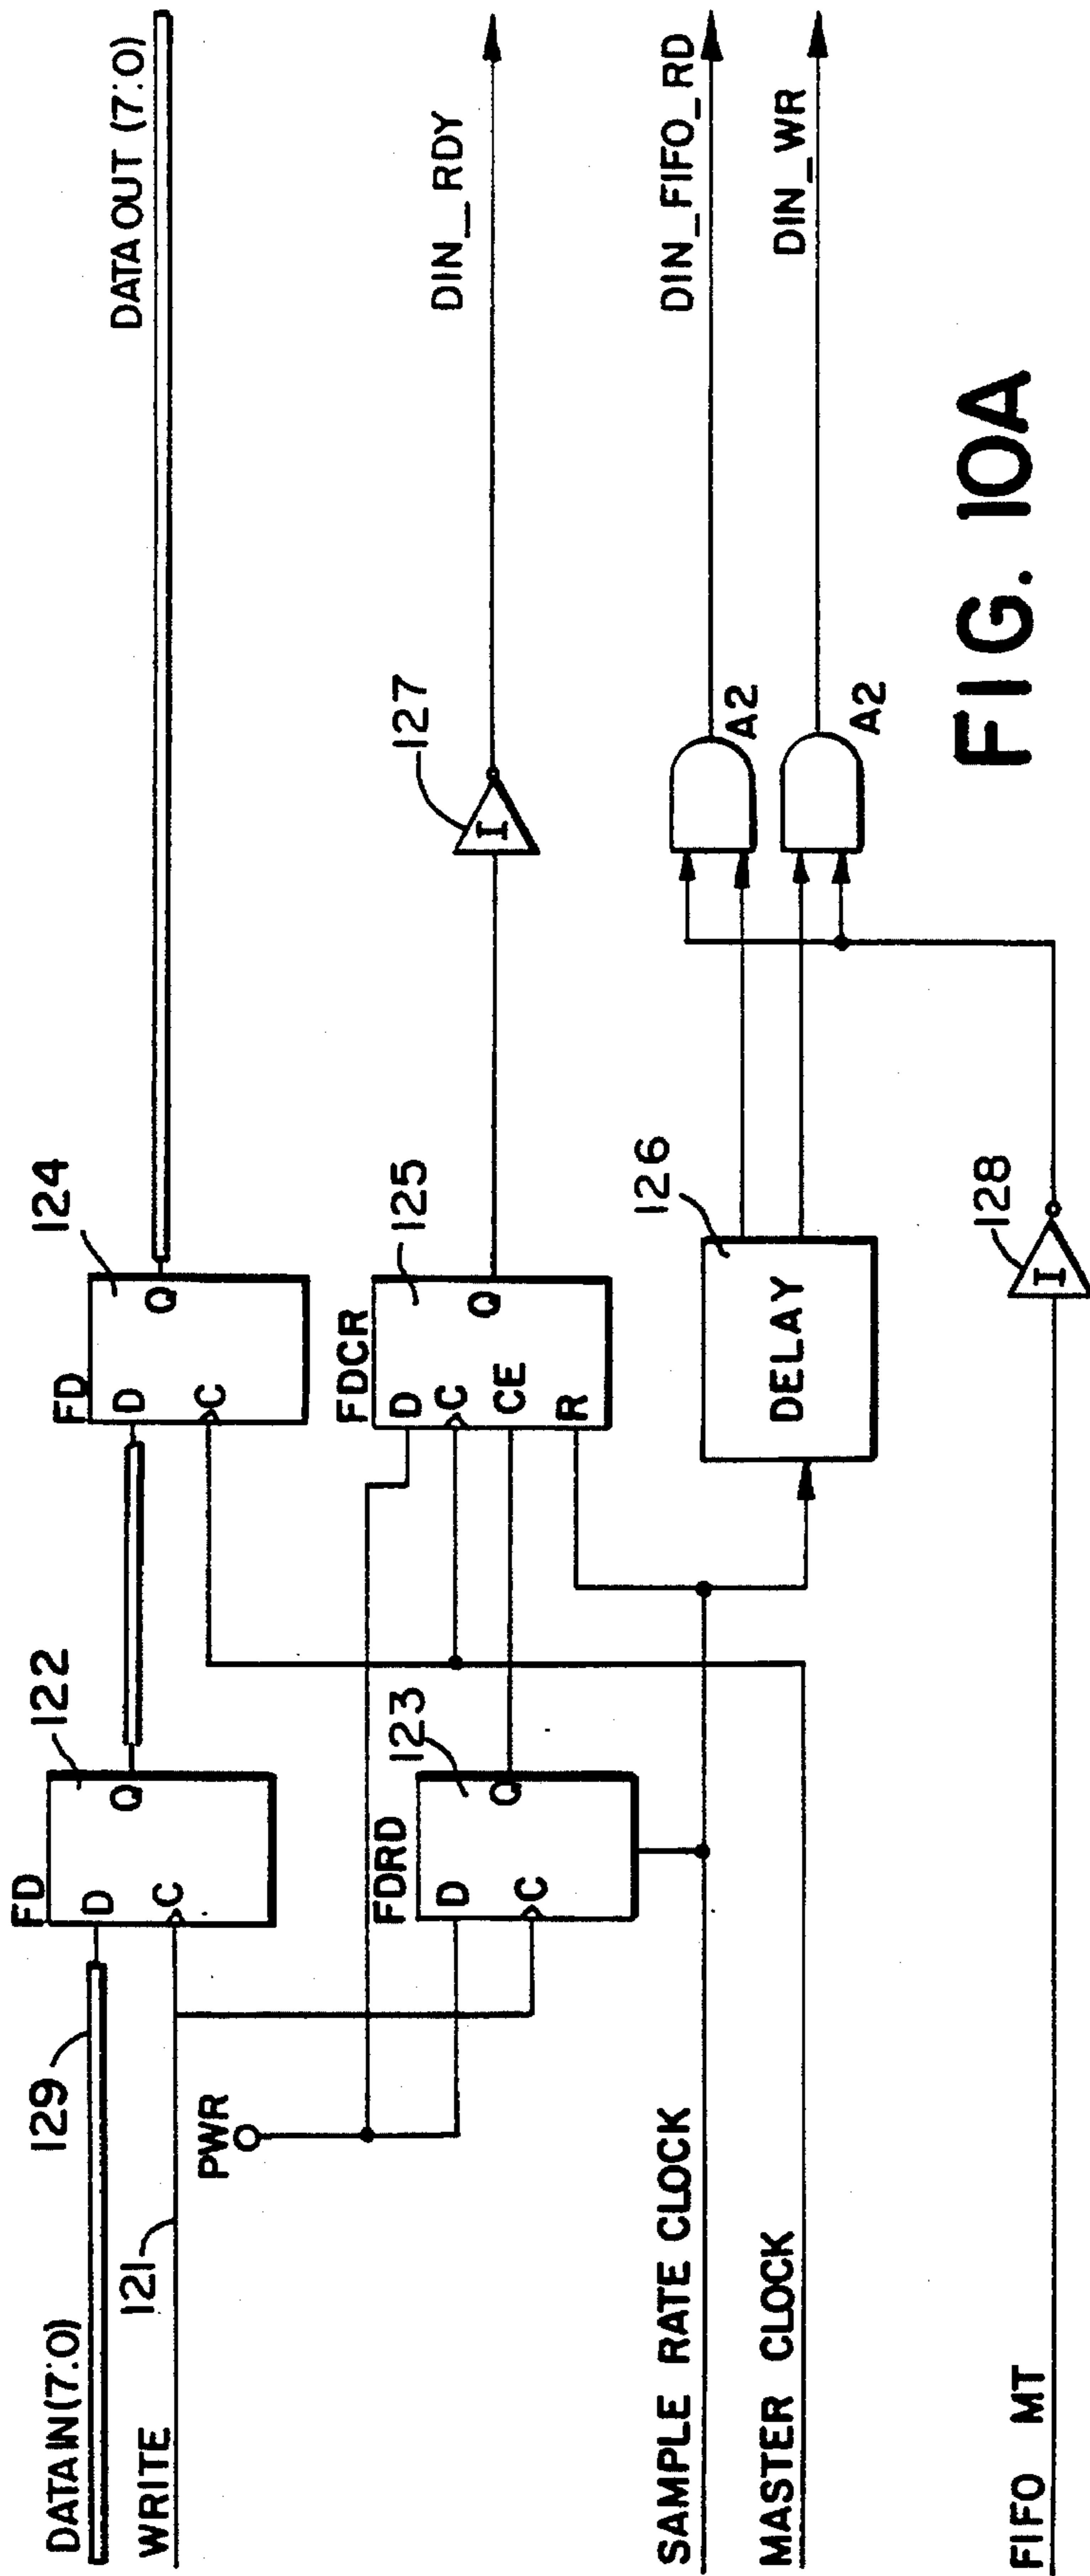 DATA IN (7:0)
129
WRITE
121
FD
D
C
Q
122
FD
D
C
Q
124
DATA OUT (7:0)
PWR
FDRD
D
C
Q
123
FDCR
D
C
CE
R
Q
125
I
127
DIN_RDY
SAMPLE RATE CLOCK
MASTER CLOCK
DELAY
126
A2
DIN_FIFO_RD
A2
DIN_WR
FIFO MT
I
128
FIG. 10A